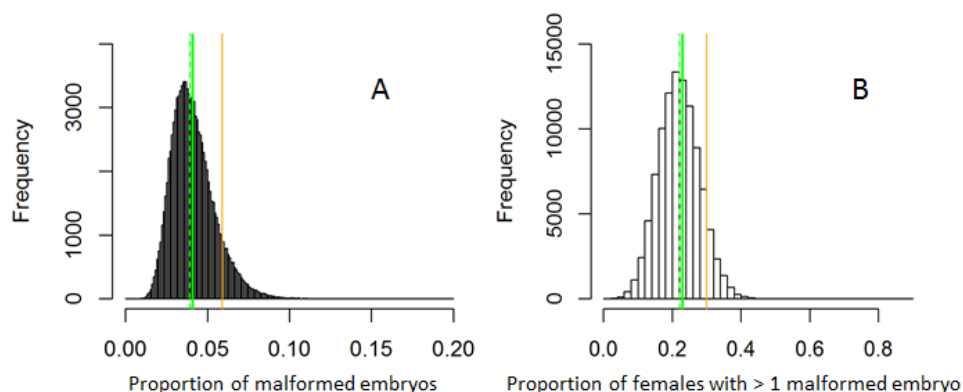 A
B
Frequency
0 1000 3000
0.00 0.05 0.10 0.15 0.20
Proportion of malformed embryos
Frequency
0 5000 10000 15000
0.0 0.2 0.4 0.6 0.8
Proportion of females with > 1 malformed embryo